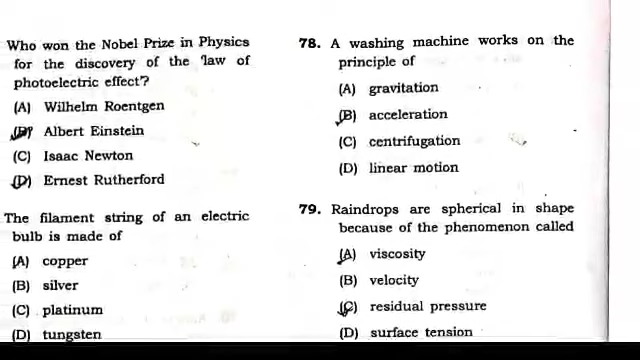 Who won the Nobel Prize in Physics
for the discovery of the law of
photoelectric effect?
(A) Wilhelm Roentgen
(B) Albert Einstein
(C) Isaac Newton
(D) Ernest Rutherford
The filament string of an electric
bulb is made of
(A) copper
(B) silver
(C) platinum
(D) tungsten
78. A washing machine works on the
principle of
(A) gravitation
(B) acceleration
(C) centrifugation
(D) linear motion
79. Raindrops are spherical in shape
because of the phenomenon called
(A) viscosity
(B) velocity
(C) residual pressure
(D) surface tension